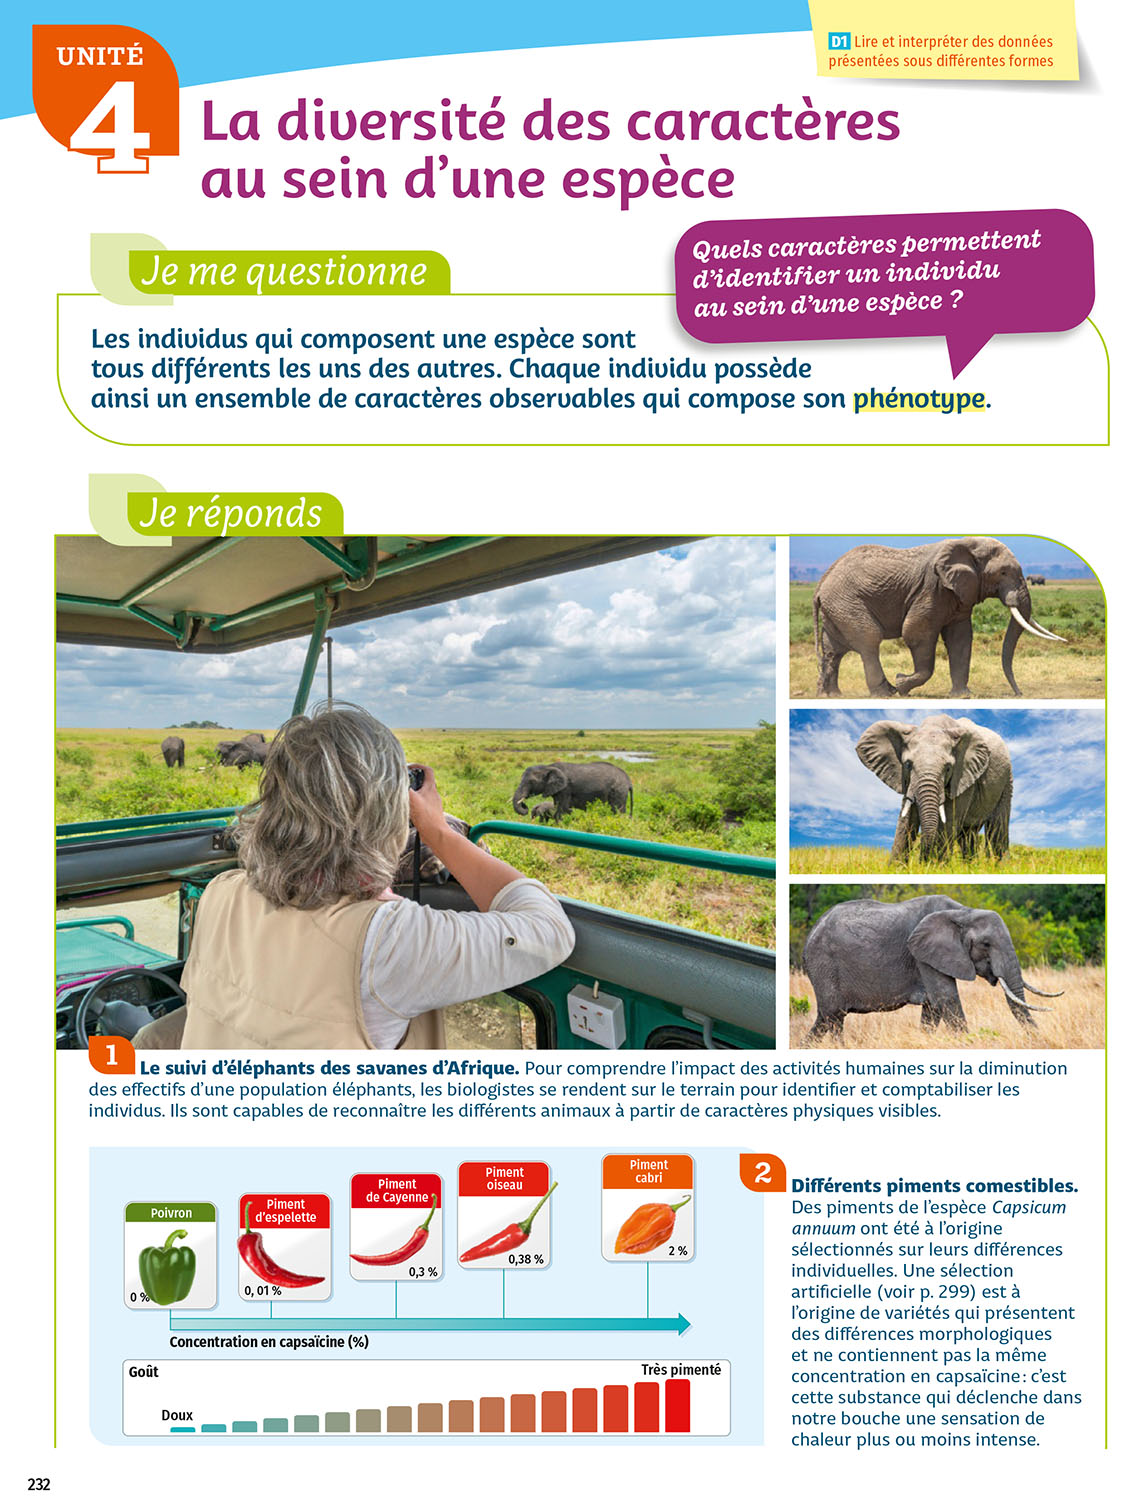 UNITÉ
4
D1 Lire et interpréter des données
présentées sous différentes formes
La diversité des caractères
au sein d'une espèce
Je me questionne
Quels caractères permettent
d'identifier un individu
au sein d'une espèce ?
Les individus qui composent une espèce sont
tous différents les uns des autres. Chaque individu possède
ainsi un ensemble de caractères observables qui compose son phénotype.
Je réponds
1 Le suivi d'éléphants des savanes d'Afrique. Pour comprendre l'impact des activités humaines sur la diminution
des effectifs d'une population éléphants, les biologistes se rendent sur le terrain pour identifier et comptabiliser les
individus. Ils sont capables de reconnaître les différents animaux à partir de caractères physiques visibles.
Poivron
0 %
Piment
d'espelette
0, 01 %
Piment
de Cayenne
0,3 %
Piment
oiseau
0,38 %
Piment
cabri
2 %
Concentration en capsaïcine (%)
Goût
Très pimenté
Doux
2
Différents piments comestibles.
Des piments de l'espèce Capsicum
annuum ont été à l'origine
sélectionnés sur leurs différences
individuelles. Une sélection
artificielle (voir p. 299) est à
l'origine de variétés qui présentent
des différences morphologiques
et ne contiennent pas la même
concentration en capsaïcine : c'est
cette substance qui déclenche dans
notre bouche une sensation de
chaleur plus ou moins intense.
232